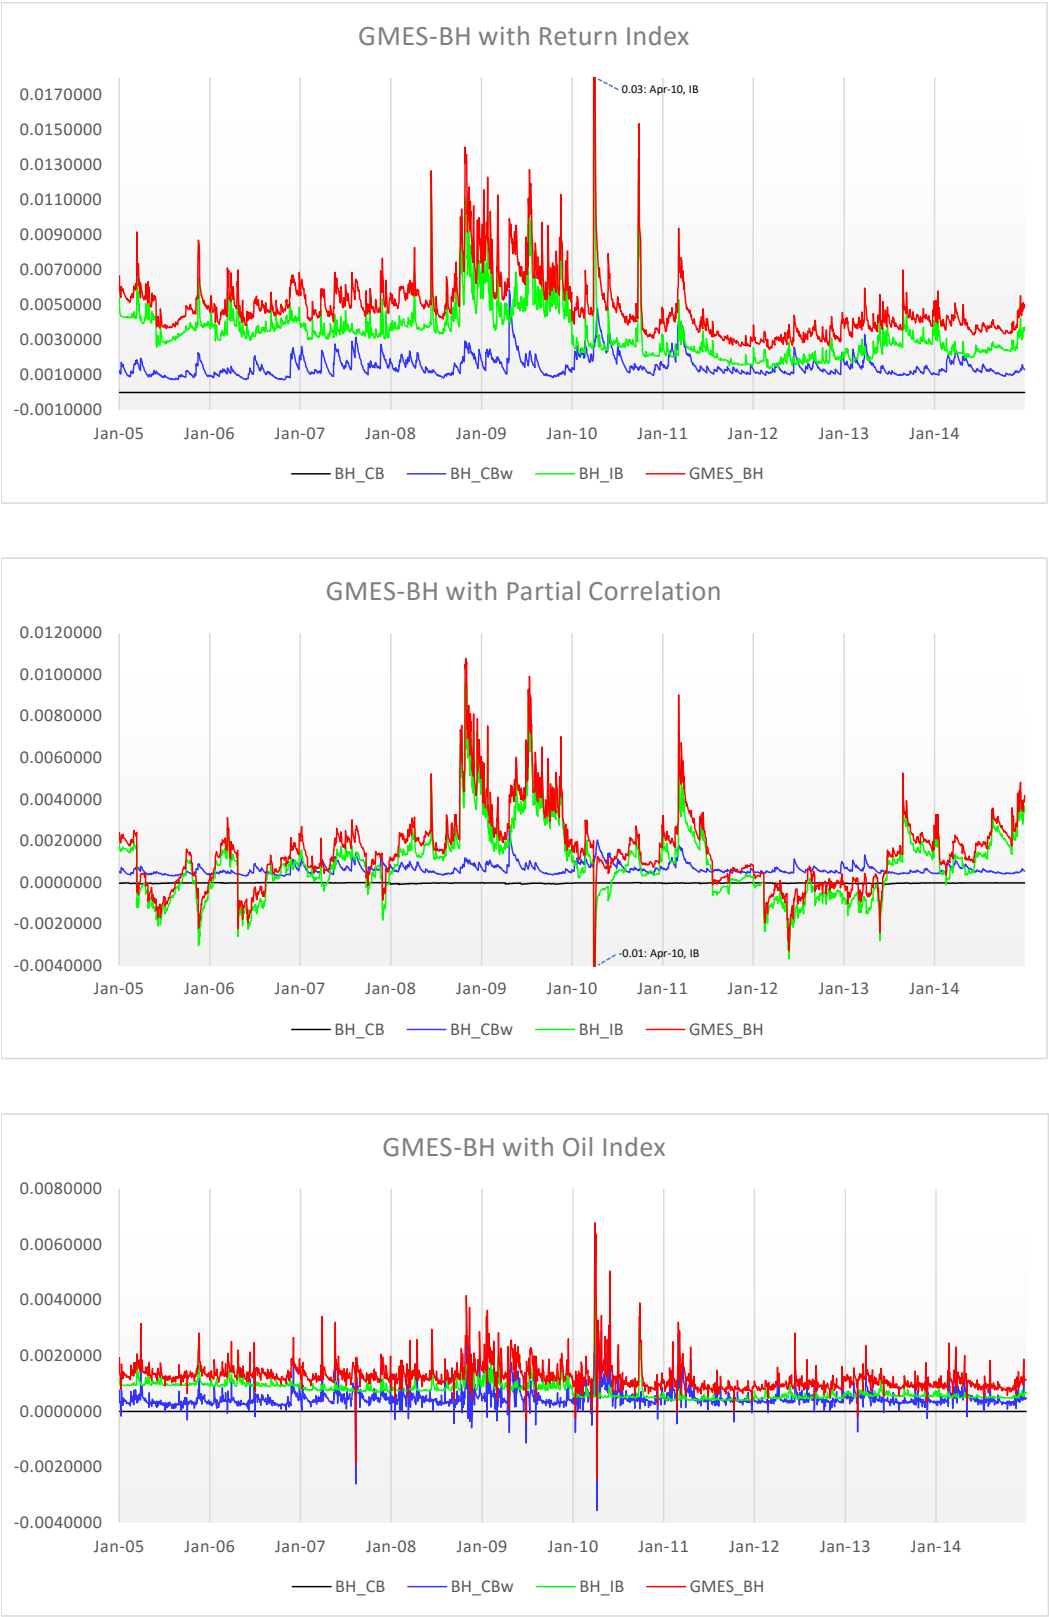 GMES-BH with Return Index
0.0170000
0.0150000
0.0130000
0.0110000
0.0090000
0.0070000
0.0050000
0.0030000
0.0010000
-0.0010000
0.03: Apr-10, IB
Jan-05 Jan-06 Jan-07 Jan-08 Jan-09 Jan-10 Jan-11 Jan-12 Jan-13 Jan-14
BH_CB BH_CBw BH_IB GMES_BH
GMES-BH with Partial Correlation
0.0120000
0.0100000
0.0080000
0.0060000
0.0040000
0.0020000
0.0000000
-0.0020000
-0.0040000
-0.01: Apr-10, IB
Jan-05 Jan-06 Jan-07 Jan-08 Jan-09 Jan-10 Jan-11 Jan-12 Jan-13 Jan-14
BH_CB BH_CBw BH_IB GMES_BH
GMES-BH with Oil Index
0.0080000
0.0060000
0.0040000
0.0020000
0.0000000
-0.0020000
-0.0040000
Jan-05 Jan-06 Jan-07 Jan-08 Jan-09 Jan-10 Jan-11 Jan-12 Jan-13 Jan-14
BH_CB BH_CBw BH_IB GMES_BH